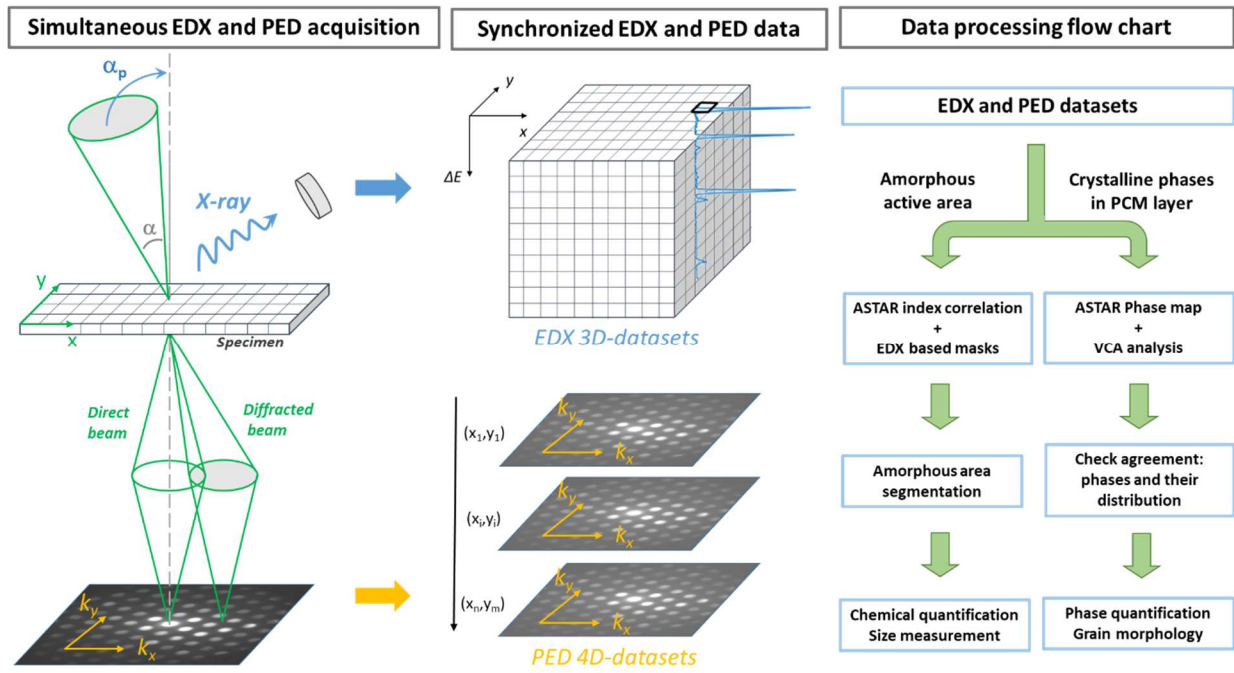 Simultaneous EDX and PED acquisition
αp
α
X-ray
y
x
Specimen
Direct
beam
Diffracted
beam
ky
kx
Synchronized EDX and PED data
y
x
ΔE
EDX 3D-datasets
(x1,y1)
ky
kx
(xi,yi)
ky
kx
(xn,ym)
ky
kx
PED 4D-datasets
Data processing flow chart
EDX and PED datasets
Amorphous
active area
Crystalline phases
in PCM layer
ASTAR index correlation
+
EDX based masks
ASTAR Phase map
+
VCA analysis
Amorphous area
segmentation
Check agreement:
phases and their
distribution
Chemical quantification
Size measurement
Phase quantification
Grain morphology